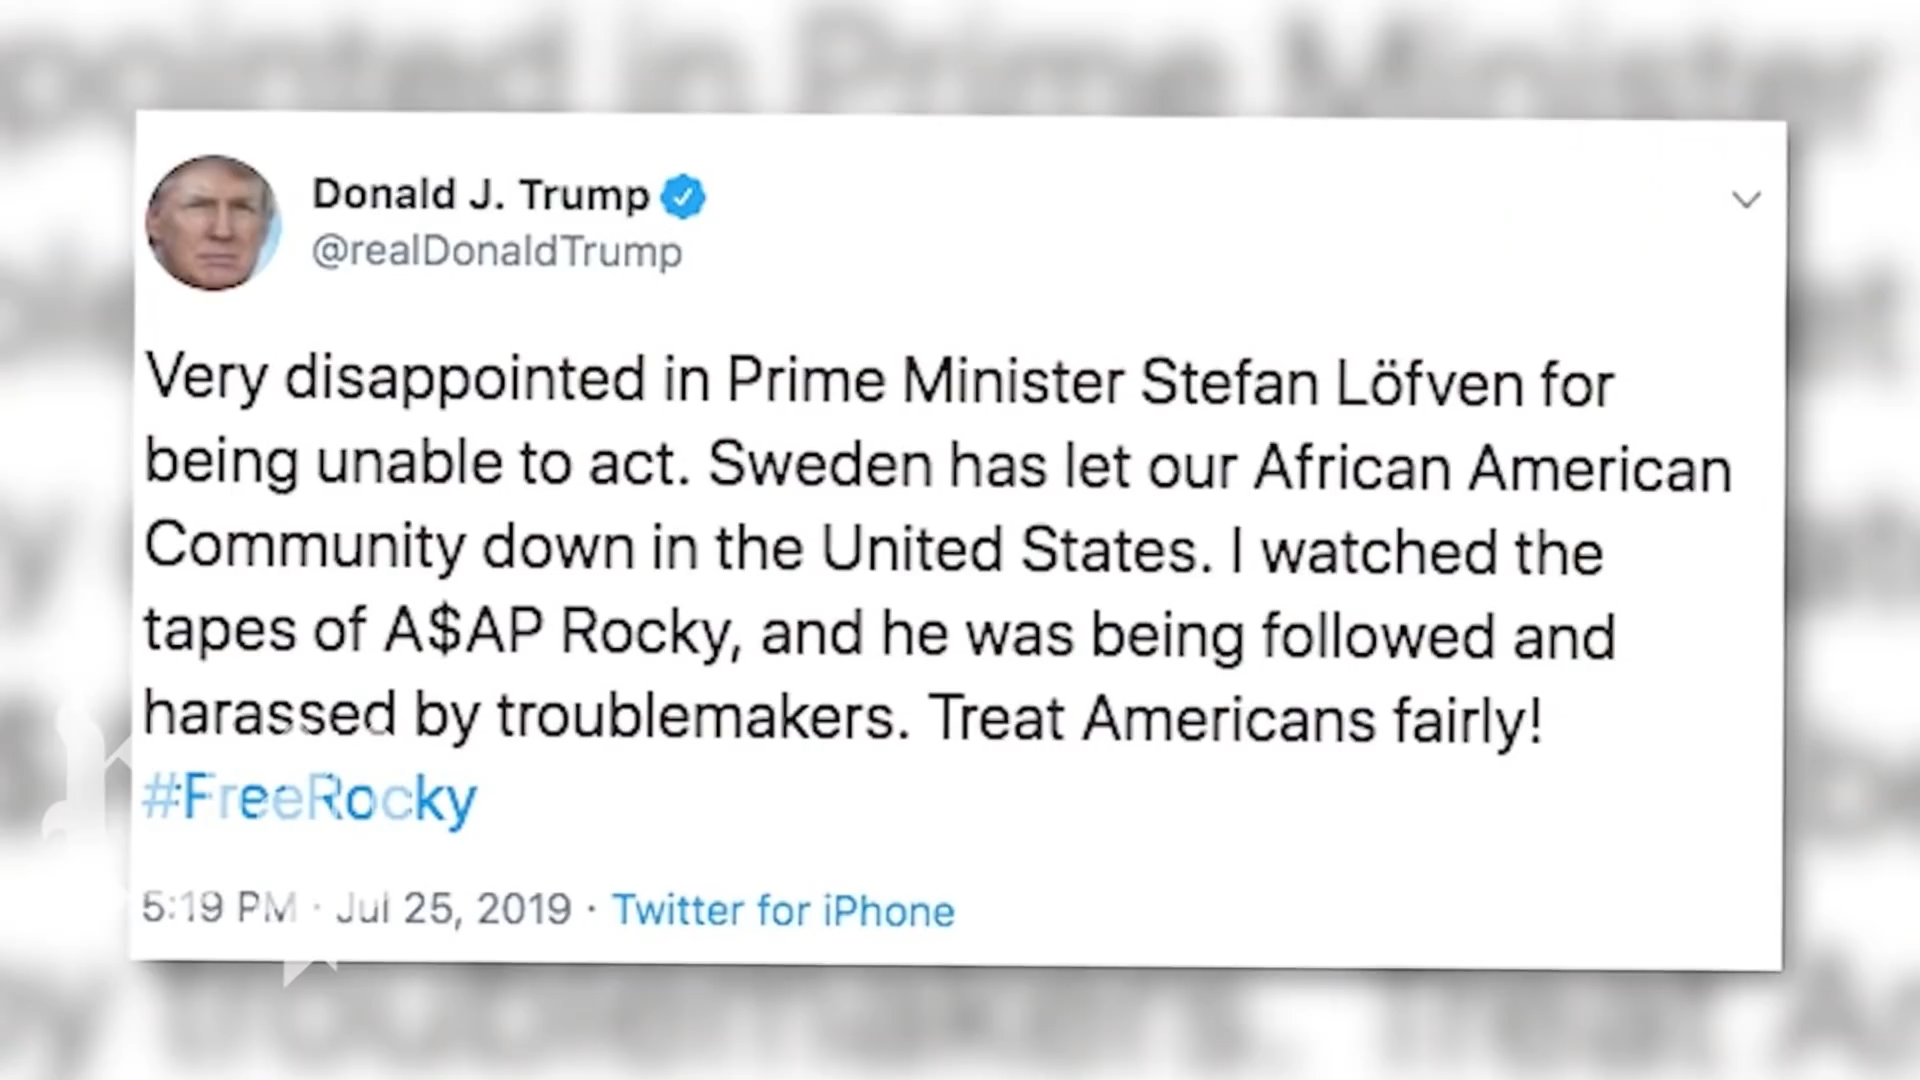 Donald J. Trump
@realDonaldTrump
Very disappointed in Prime Minister Stefan Löfven for
being unable to act. Sweden has let our African American
Community down in the United States. I watched the
tapes of A$AP Rocky, and he was being followed and
harassed by troublemakers. Treat Americans fairly!
#FreeRocky
5:19 PM · Jul 25, 2019 · Twitter for iPhone